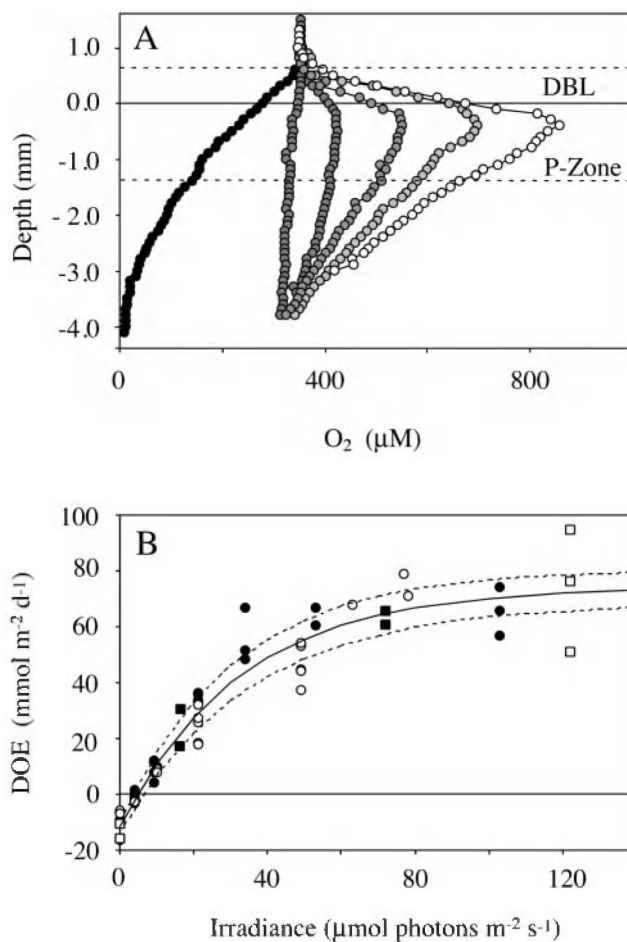 A
1.0
DBL
0.0
Depth (mm)
-1.0
P-Zone
-2.0
-3.0
-4.0
0
400
800
O₂ (µM)
100
B
80
60
DOE (mmol m⁻² d⁻¹)
40
20
0
-20
0
40
80
120
Irradiance (µmol photons m⁻² s⁻¹)